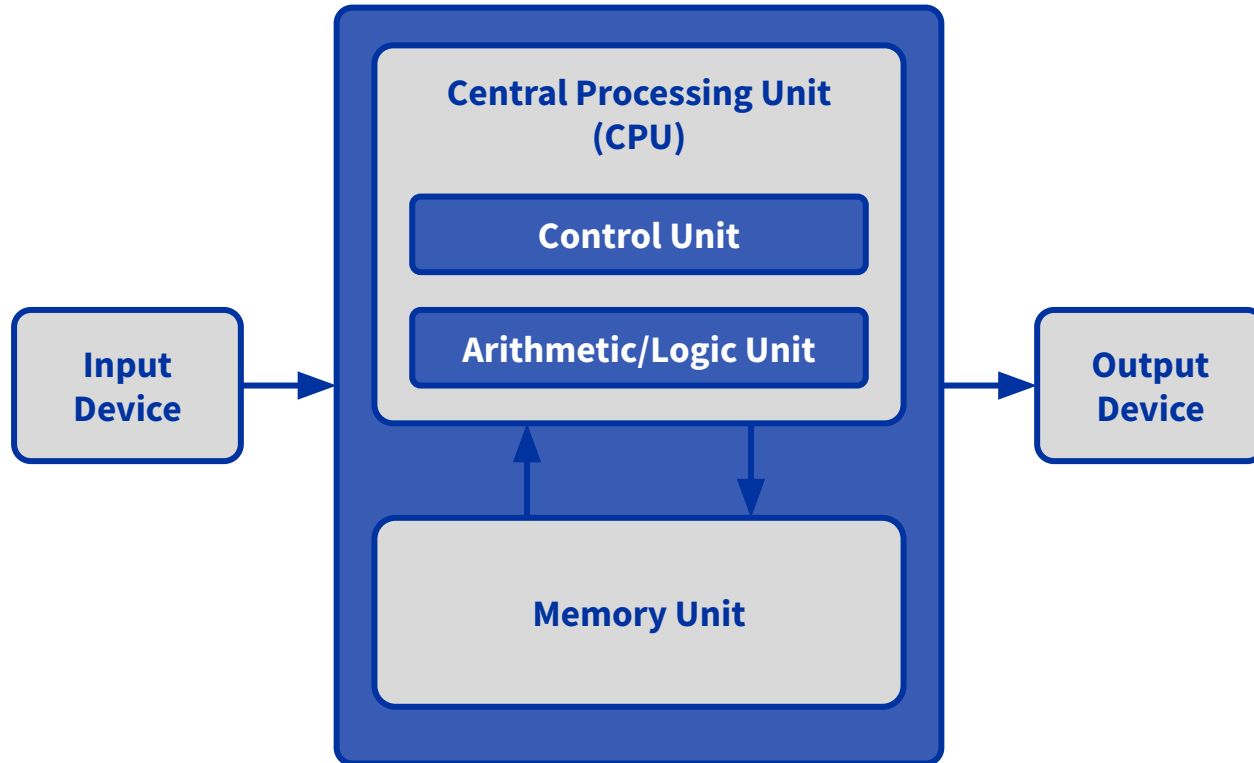 Central Processing Unit
(CPU)
Control Unit
Arithmetic/Logic Unit
Input
Device
Output
Device
Memory Unit